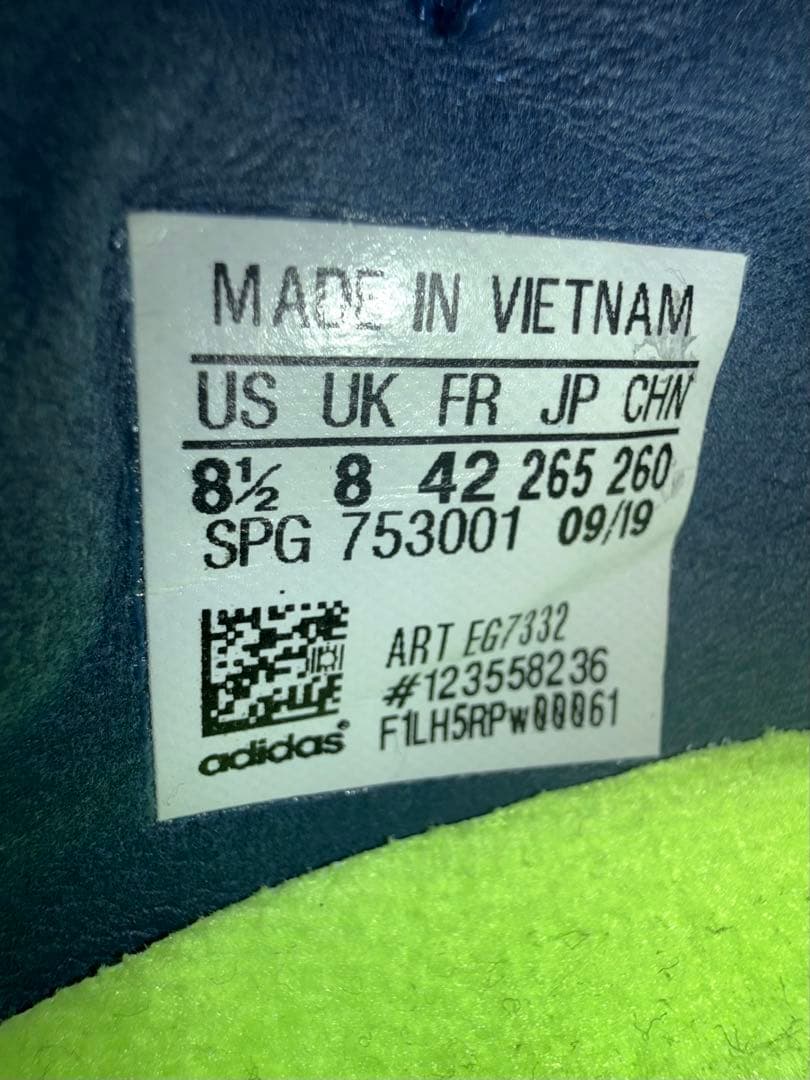 MADE IN VIETNAM
US UK FR JP CHN
8½ 8 42 265 260
SPG 753001 09/19
ART EG7332
#123558236
F1LH5RPW00061
adidas®